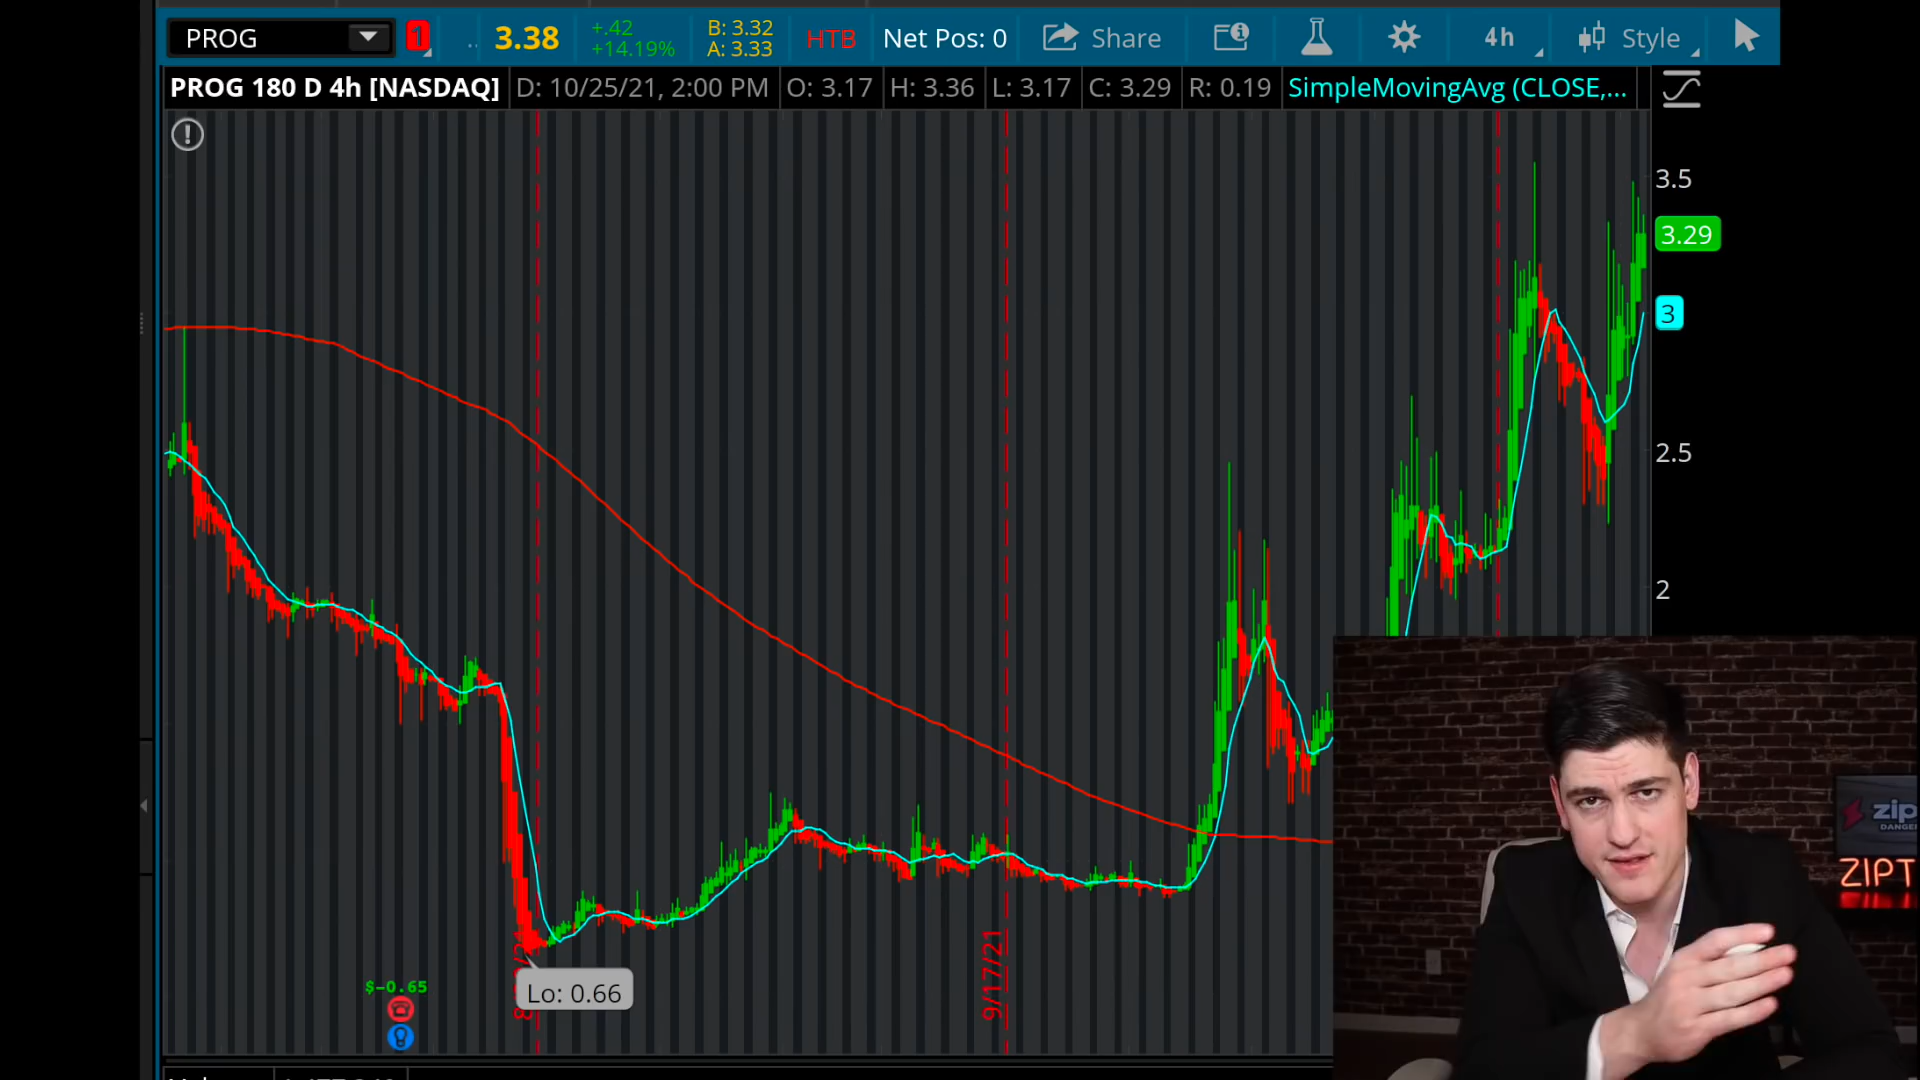 PROG
1
..
3.38
+.42
+14.19%
B: 3.32
A: 3.33
HTB
Net Pos: 0
Share
4h
Style
PROG 180 D 4h [NASDAQ]
D: 10/25/21, 2:00 PM
O: 3.17
H: 3.36
L: 3.17
C: 3.29
R: 0.19
SimpleMovingAvg (CLOSE,...
3.5
3.29
3
2.5
2
9/17/21
$-0.65
Lo: 0.66
zip
DANGE
ZIPT